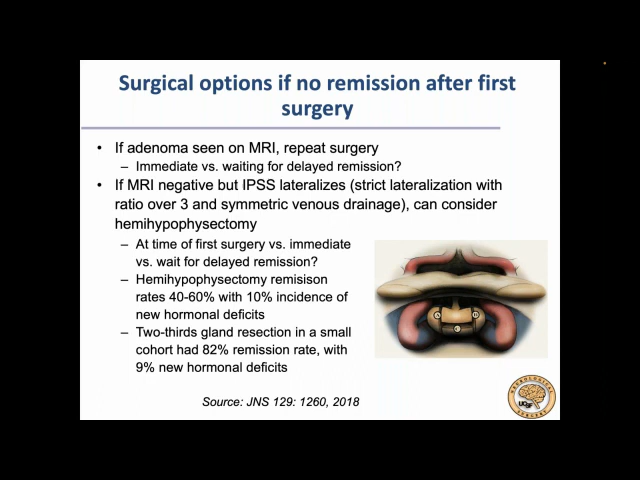 Surgical options if no remission after first
surgery
• If adenoma seen on MRI, repeat surgery
– Immediate vs. waiting for delayed remission?
• If MRI negative but IPSS lateralizes (strict lateralization with
ratio over 3 and symmetric venous drainage), can consider
hemihypophysectomy
– At time of first surgery vs. immediate
vs. wait for delayed remission?
– Hemihypophysectomy remisison
rates 40-60% with 10% incidence of
new hormonal deficits
– Two-thirds gland resection in a small
cohort had 82% remission rate, with
9% new hormonal deficits
A
C
Source: JNS 129: 1260, 2018
NEUROLOGICAL
UCSF
SURGERY